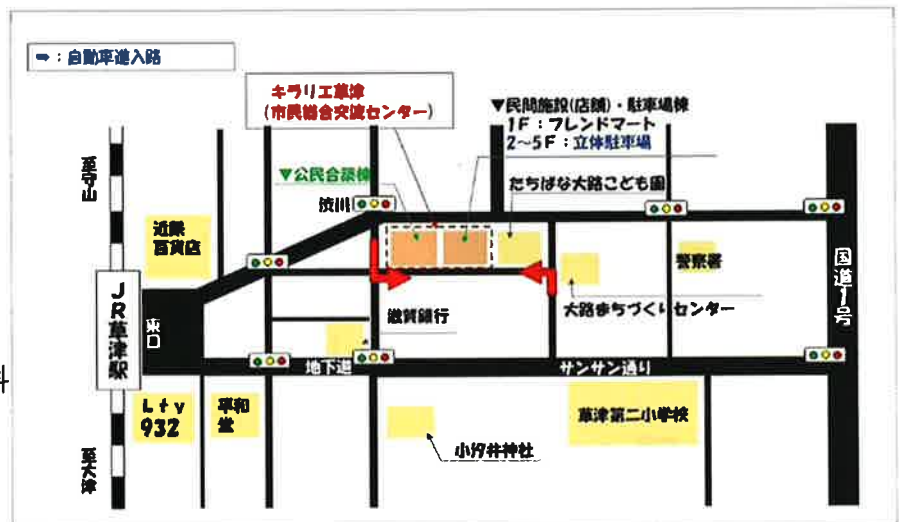 ➡：自動車進入路
キラリエ草津
(市民総合交流センター)
▼民間施設(店舗)・駐車場棟
1F：フレンドマート
2～5F：立体駐車場
▼公民合築棟
たちばな大路こども園
渋川
至守山
近鉄
百貨店
警察署
国道1号
JR草津駅
東口
滋賀銀行
大路まちづくりセンター
地下道
サンサン通り
Lty
932
平和
堂
草津第二小学校
小汐井神社
至大津
料